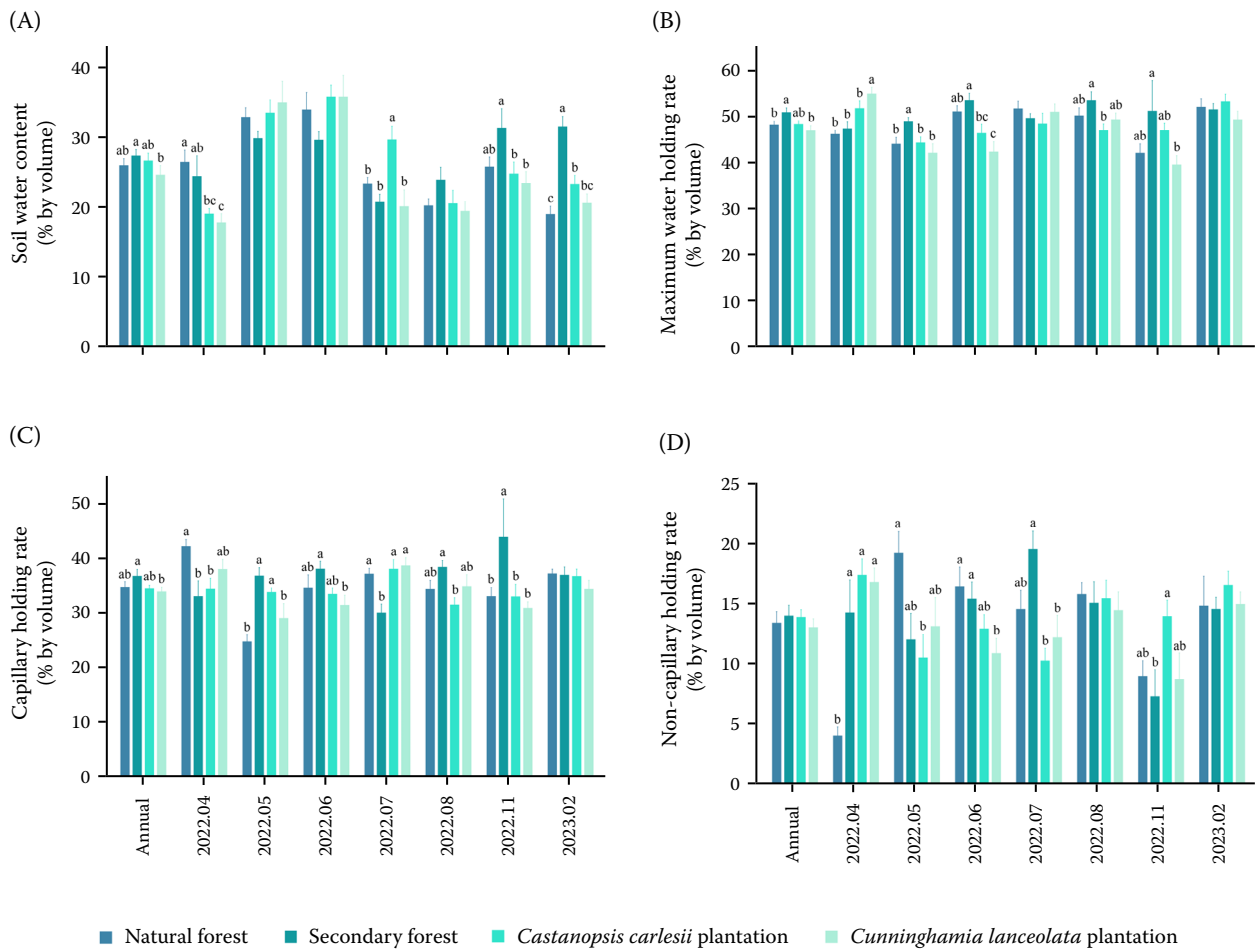 (A)
Soil water content
(% by volume)
40
30
20
10
0
ab a ab b
a ab bc c
b b a b
ab a b b
c a b bc
(B)
Maximum water holding rate
(% by volume)
60
50
40
30
20
10
0
b a ab b
b b b a
b a b b
ab a bc c
ab a b ab
ab a ab b
(C)
Capillary holding rate
(% by volume)
50
40
30
20
10
0
ab a ab b
a b b ab
b a a b
ab a ab b
a b a a
ab a b ab
b a b b
Annual
2022.04
2022.05
2022.06
2022.07
2022.08
2022.11
2023.02
(D)
Non-capillary holding rate
(% by volume)
25
20
15
10
5
0
b a a a
a ab b ab
a a ab b
ab a b b
ab b a ab
Annual
2022.04
2022.05
2022.06
2022.07
2022.08
2022.11
2023.02
Natural forest Secondary forest Castanopsis carlesii plantation Cunninghamia lanceolata plantation